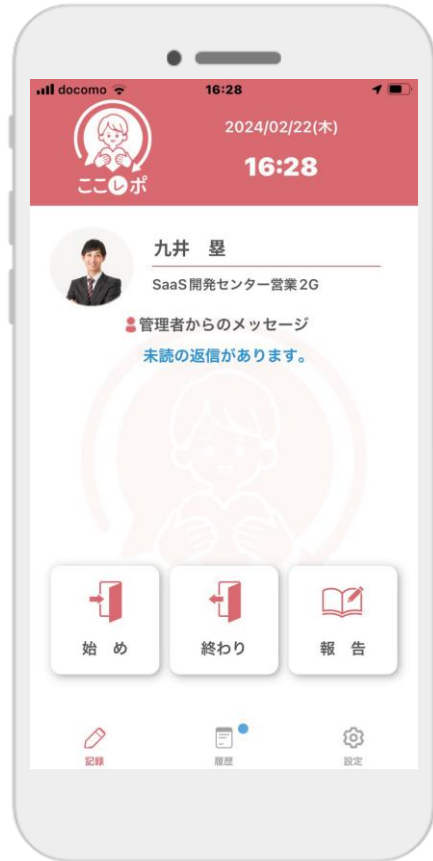 docomo 16:28
2024/02/22(木)
16:28
ここレポ
九井 塁
SaaS開発センター営業2G
管理者からのメッセージ
未読の返信があります。
始 め 終わり 報 告
記録 履歴 設定